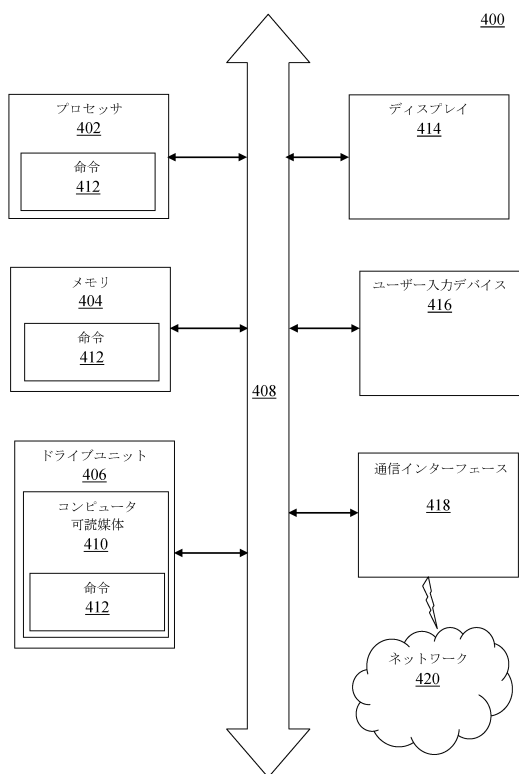 400
プロセッサ
402
命令
412
ディスプレイ
414
メモリ
404
命令
412
ユーザー入力デバイス
416
408
ドライブユニット
406
コンピュータ
可読媒体
410
命令
412
通信インターフェース
418
ネットワーク
420